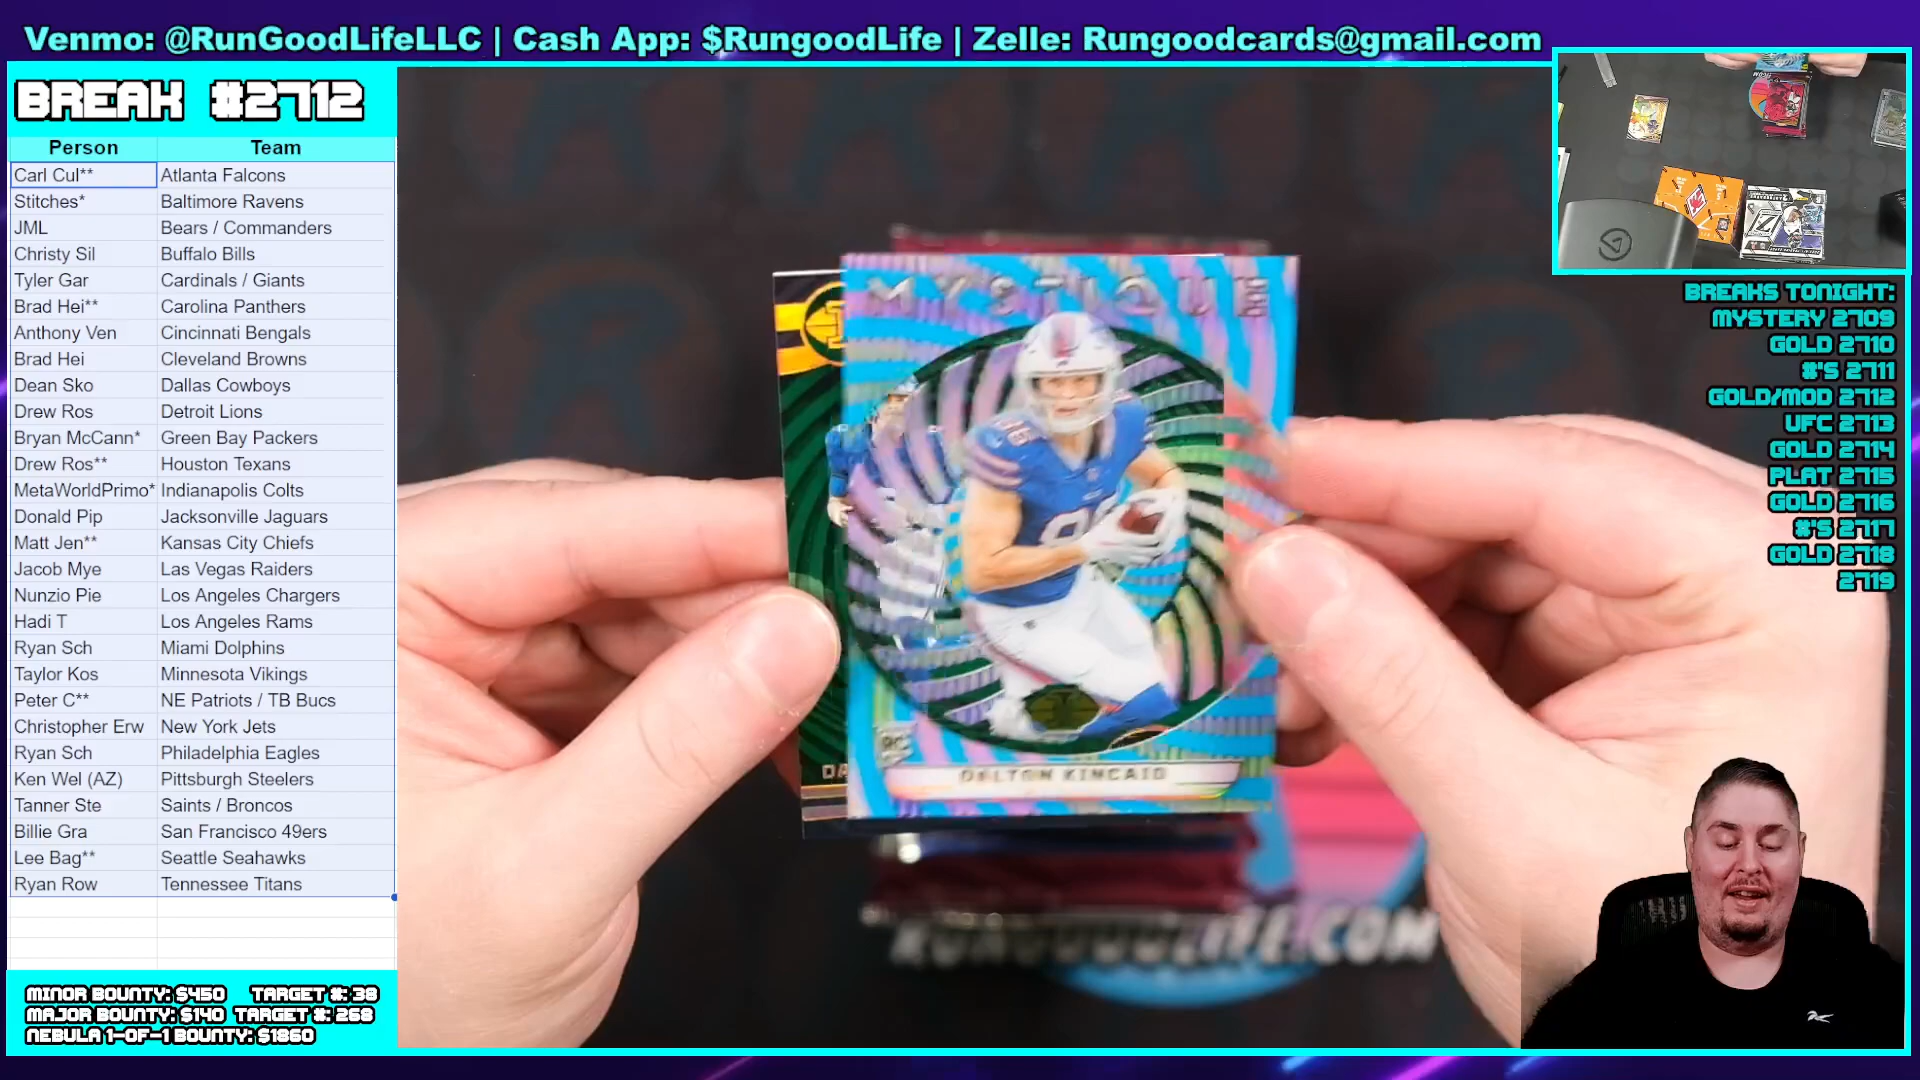 Venmo: @RunGoodLifeLLC | Cash App: $RungoodLife | Zelle: Rungoodcards@gmail.com
BREAK #2712
Person Team
Carl Cul** Atlanta Falcons
Stitches* Baltimore Ravens
JML Bears / Commanders
Christy Sil Buffalo Bills
Tyler Gar Cardinals / Giants
Brad Hei** Carolina Panthers
Anthony Ven Cincinnati Bengals
Brad Hei Cleveland Browns
Dean Sko Dallas Cowboys
Drew Ros Detroit Lions
Bryan McCann* Green Bay Packers
Drew Ros** Houston Texans
MetaWorldPrimo* Indianapolis Colts
Donald Pip Jacksonville Jaguars
Matt Jen** Kansas City Chiefs
Jacob Mye Las Vegas Raiders
Nunzio Pie Los Angeles Chargers
Hadi T Los Angeles Rams
Ryan Sch Miami Dolphins
Taylor Kos Minnesota Vikings
Peter C** NE Patriots / TB Bucs
Christopher Erw New York Jets
Ryan Sch Philadelphia Eagles
Ken Wel (AZ) Pittsburgh Steelers
Tanner Ste Saints / Broncos
Billie Gra San Francisco 49ers
Lee Bag** Seattle Seahawks
Ryan Row Tennessee Titans
MINOR BOUNTY: $450 TARGET #: 38
MAJOR BOUNTY: $140 TARGET #: 268
NEBULA 1-OF-1 BOUNTY: $1860
MYSTIQUE
86
RC
DALTON KINCAID
DA
RUNGOODLIFE.COM
BREAKS TONIGHT:
MYSTERY 2709
GOLD 2710
#'S 2711
GOLD/MOD 2712
UFC 2713
GOLD 2714
PLAT 2715
GOLD 2716
#'S 2717
GOLD 2718
2719